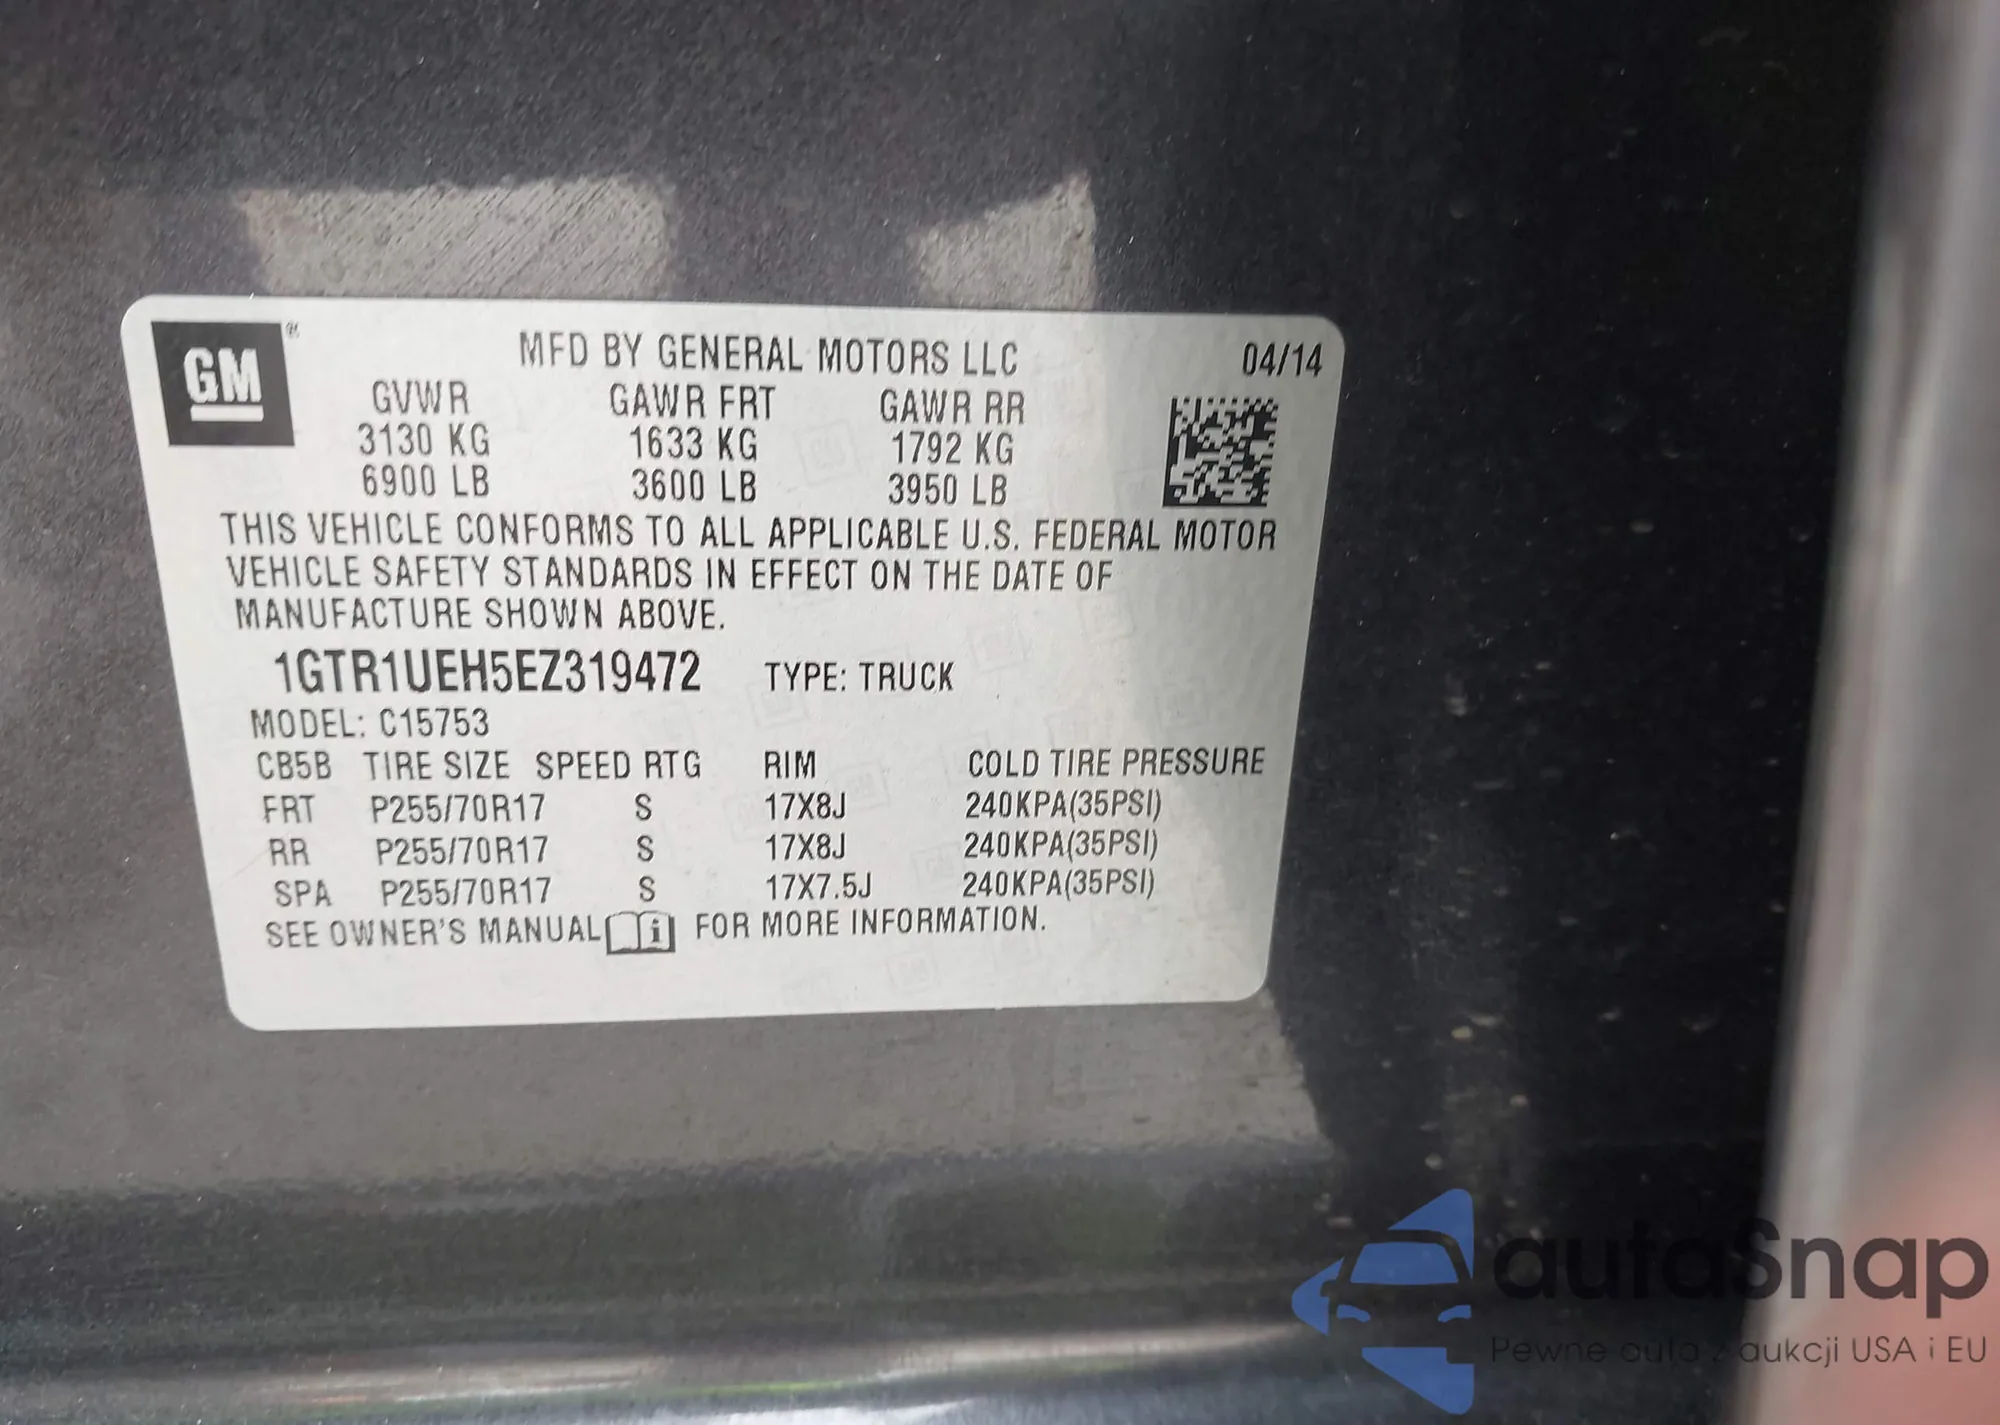 GM ®
MFD BY GENERAL MOTORS LLC 04/14
GVWR GAWR FRT GAWR RR
3130 KG 1633 KG 1792 KG
6900 LB 3600 LB 3950 LB
THIS VEHICLE CONFORMS TO ALL APPLICABLE U.S. FEDERAL MOTOR
VEHICLE SAFETY STANDARDS IN EFFECT ON THE DATE OF
MANUFACTURE SHOWN ABOVE.
1GTR1UEH5EZ319472 TYPE: TRUCK
MODEL: C15753
CB5B TIRE SIZE SPEED RTG RIM COLD TIRE PRESSURE
FRT P255/70R17 S 17X8J 240KPA(35PSI)
RR P255/70R17 S 17X8J 240KPA(35PSI)
SPA P255/70R17 S 17X7.5J 240KPA(35PSI)
SEE OWNER'S MANUAL i FOR MORE INFORMATION.
autaSnap
Pewne auta z aukcji USA i EU